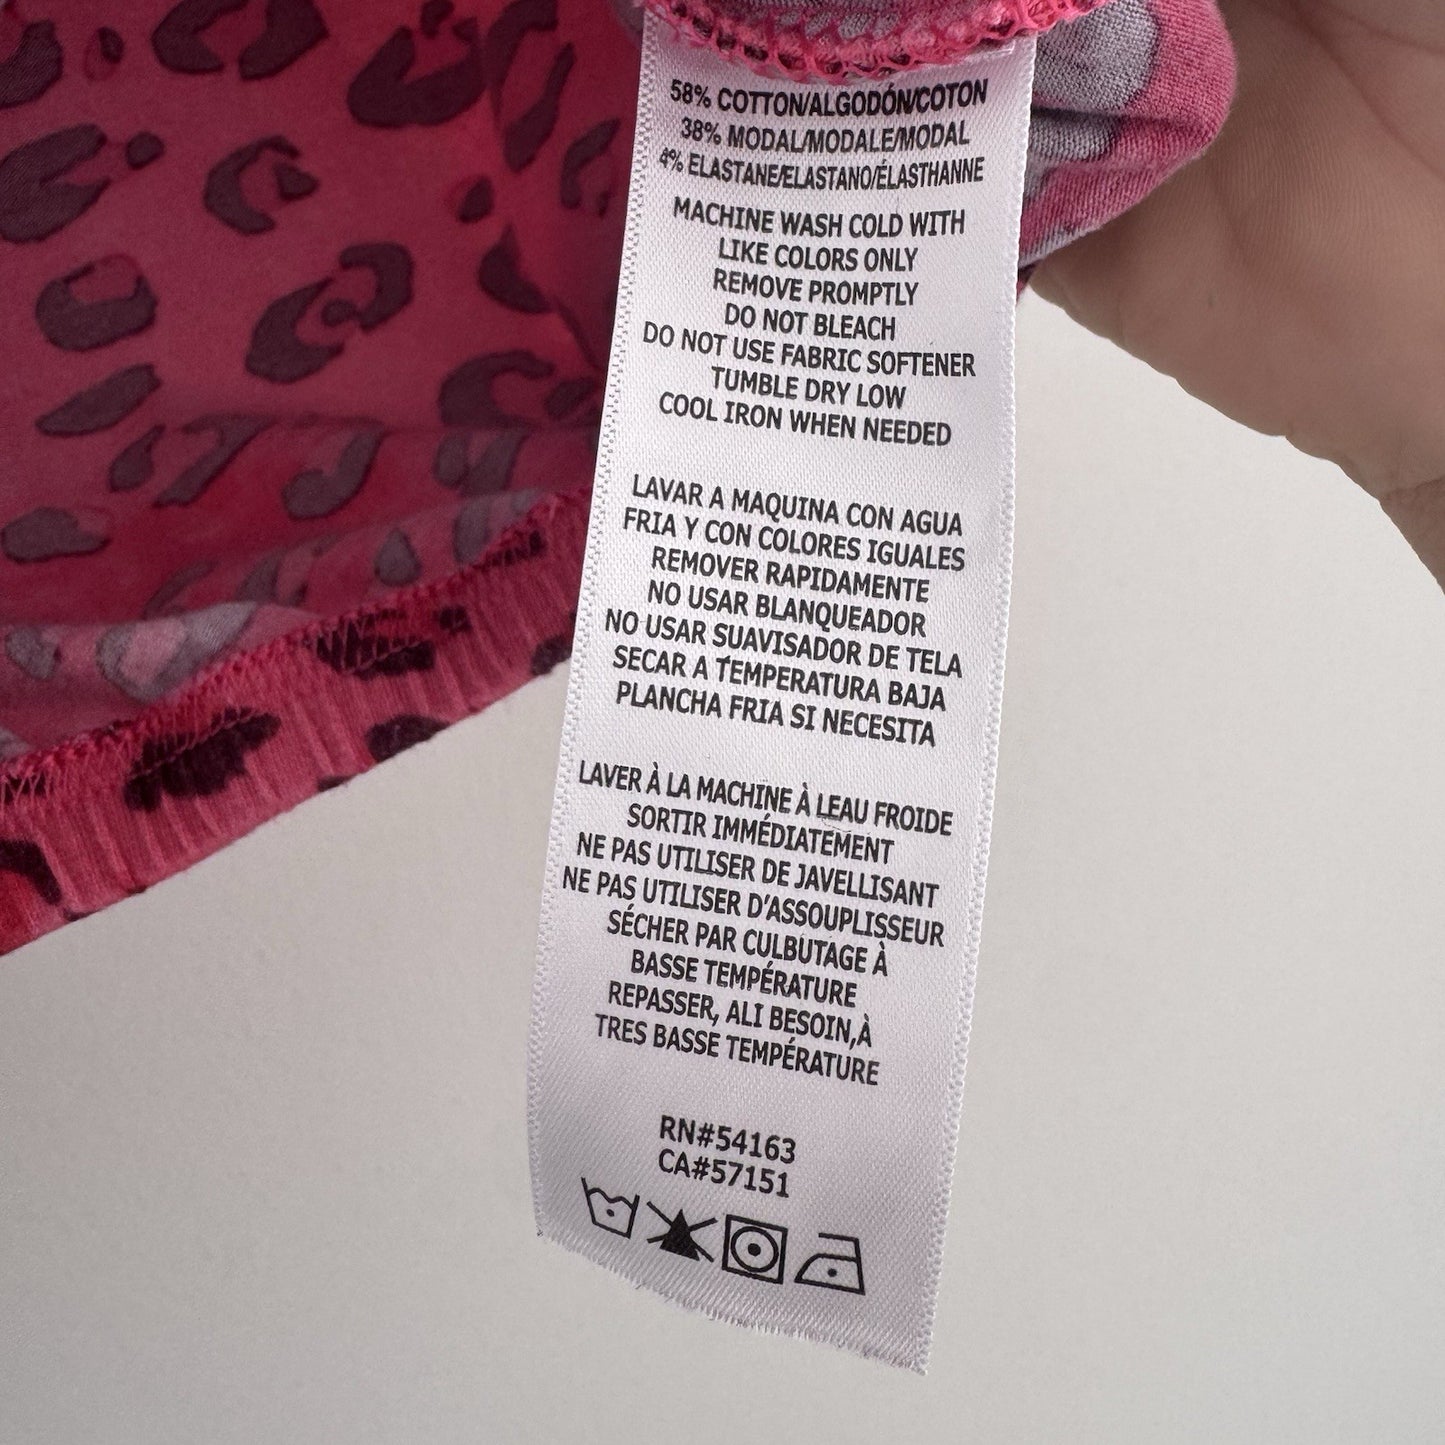 58% COTTON/ALGODÓN/COTON
38% MODAL/MODALE/MODAL
4% ELASTANE/ELASTANO/ÉLASTHANNE
MACHINE WASH COLD WITH
LIKE COLORS ONLY
REMOVE PROMPTLY
DO NOT BLEACH
DO NOT USE FABRIC SOFTENER
TUMBLE DRY LOW
COOL IRON WHEN NEEDED
LAVAR A MAQUINA CON AGUA
FRIA Y CON COLORES IGUALES
REMOVER RAPIDAMENTE
NO USAR BLANQUEADOR
NO USAR SUAVISADOR DE TELA
SECAR A TEMPERATURA BAJA
PLANCHA FRIA SI NECESITA
LAVER À LA MACHINE À LEAU FROIDE
SORTIR IMMÉDIATEMENT
NE PAS UTILISER DE JAVELLISANT
NE PAS UTILISER D'ASSOUPLISSEUR
SÉCHER PAR CULBUTAGE À
BASSE TEMPÉRATURE
REPASSER, ALI BESOIN,À
TRES BASSE TEMPÉRATURE
RN#54163
CA#57151